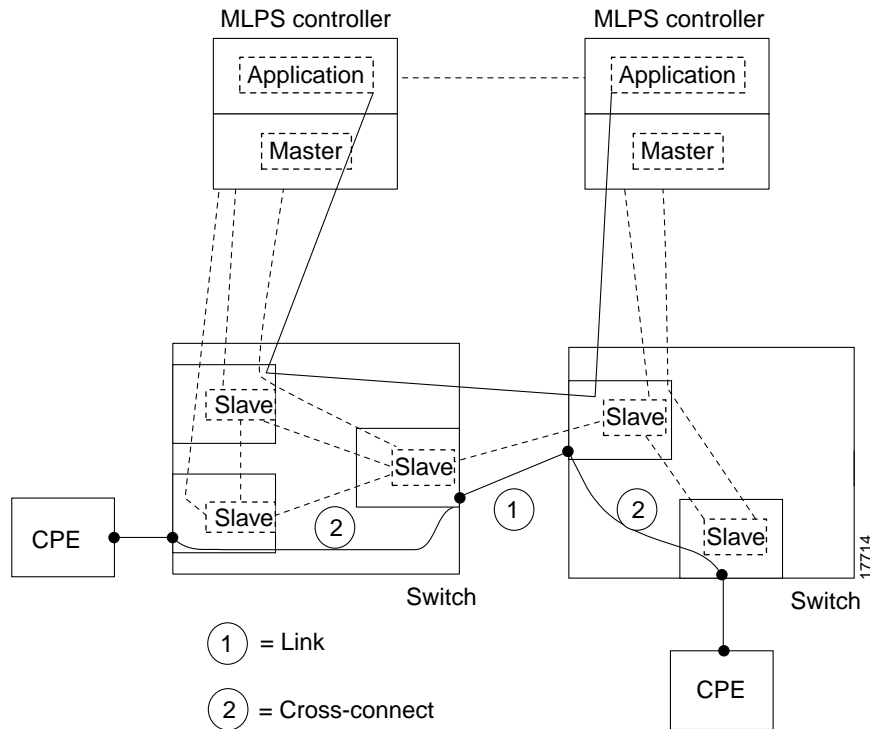 MLPS controller
MLPS controller
Application
Application
Master
Master
Slave
Slave
Slave
Slave
Slave
CPE
2
1
2
17714
Switch
Switch
1 = Link
CPE
2 = Cross-connect